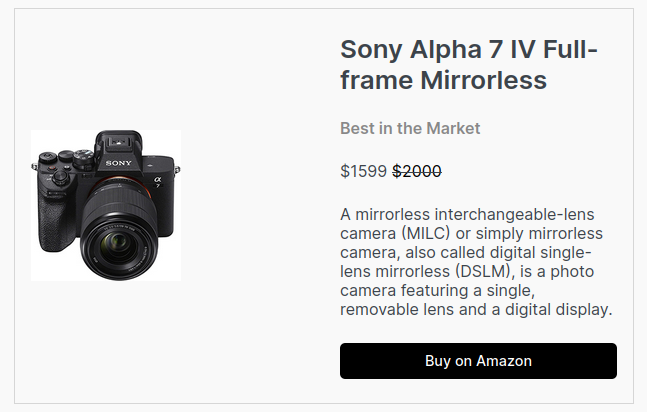 Sony Alpha 7 IV Full-
frame Mirrorless
Best in the Market
$1599 $2000
SONY
α
7
A mirrorless interchangeable-lens
camera (MILC) or simply mirrorless
camera, also called digital single-
lens mirrorless (DSLM), is a photo
camera featuring a single,
removable lens and a digital display.
Buy on Amazon